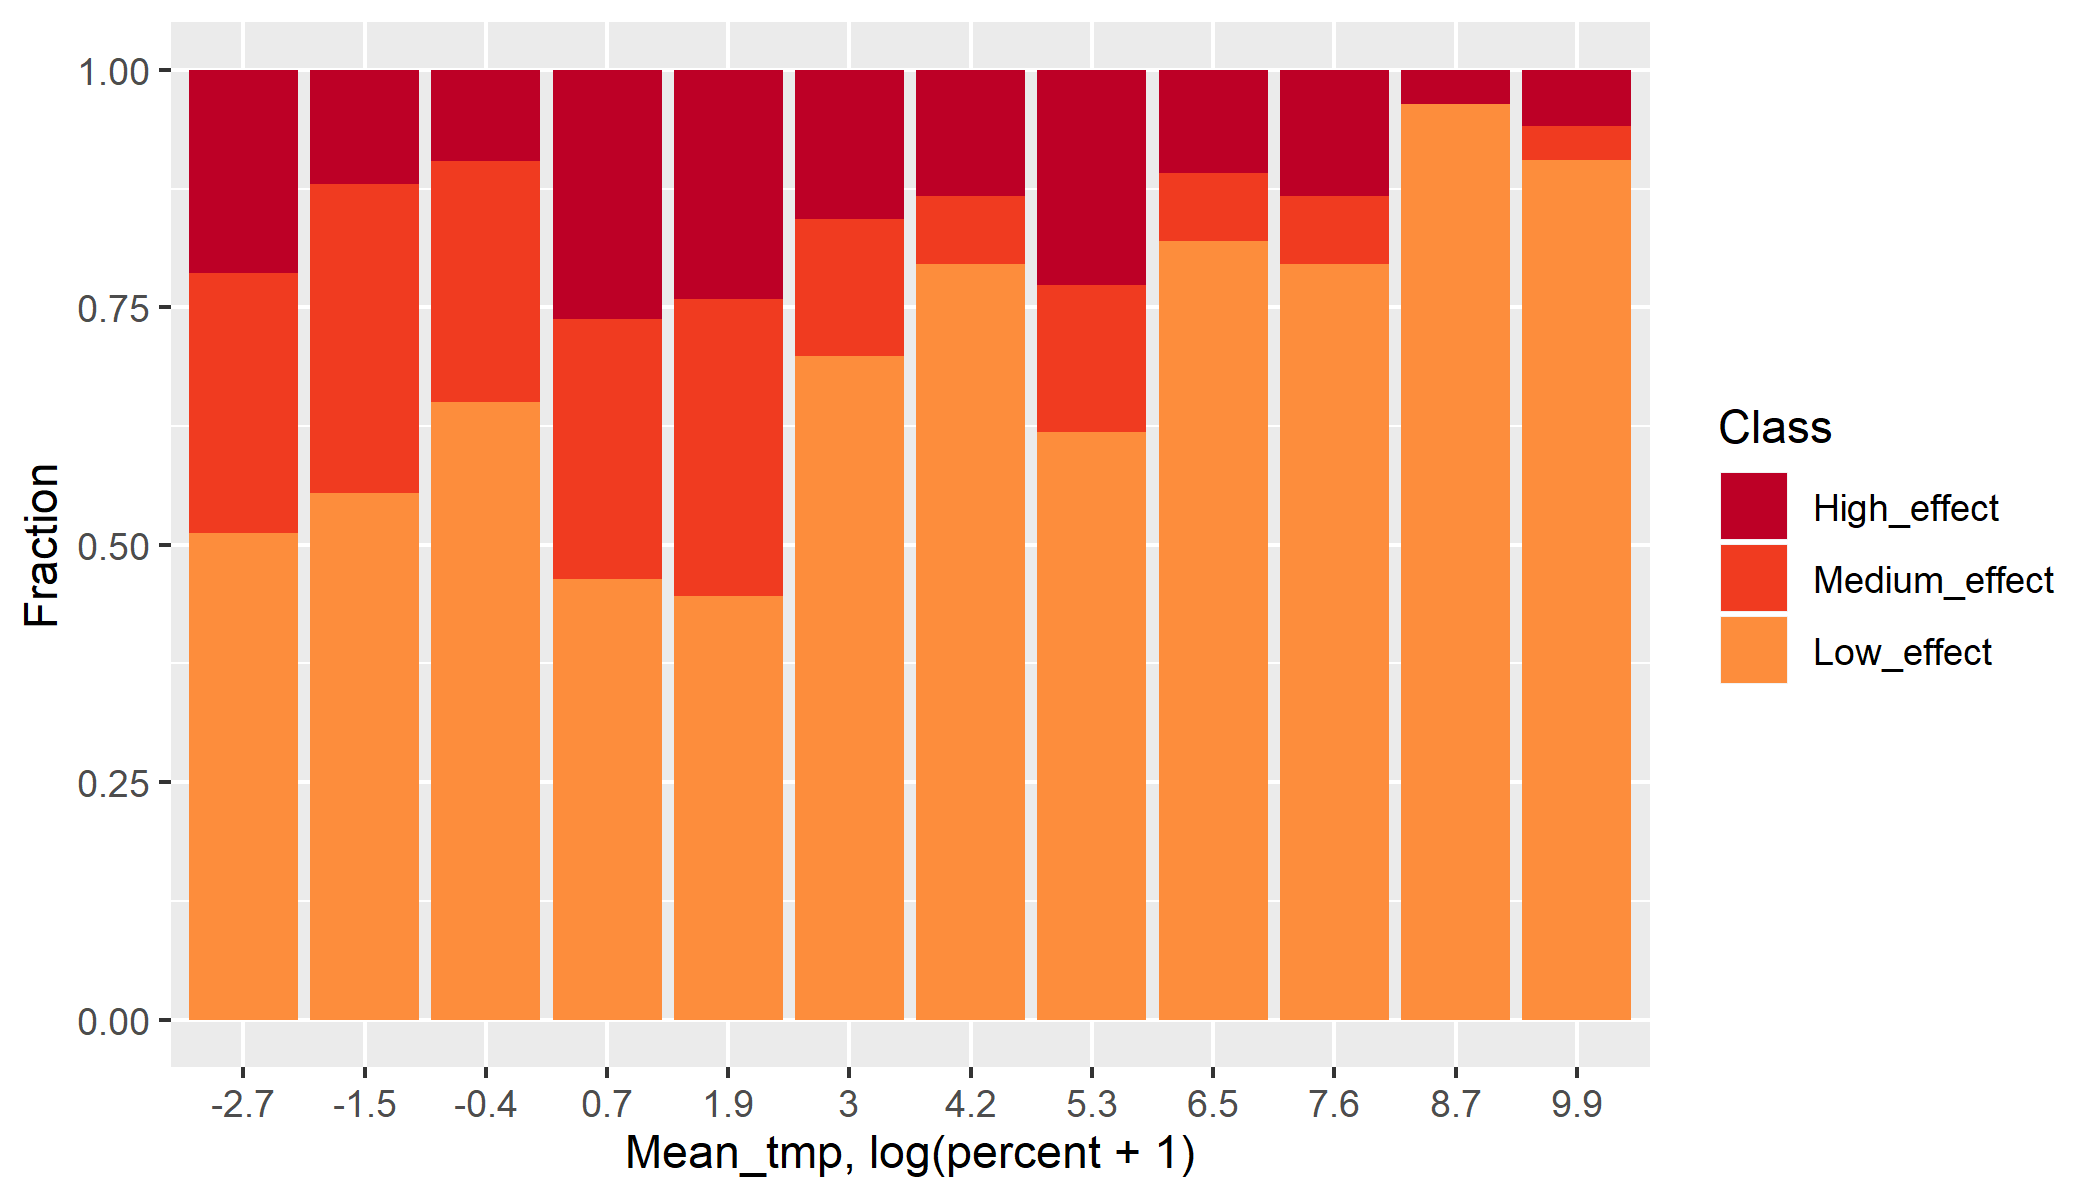 1.00
0.75
0.50
0.25
0.00
Fraction
-2.7 -1.5 -0.4 0.7 1.9 3 4.2 5.3 6.5 7.6 8.7 9.9
Mean_tmp, log(percent + 1)
Class
High_effect
Medium_effect
Low_effect